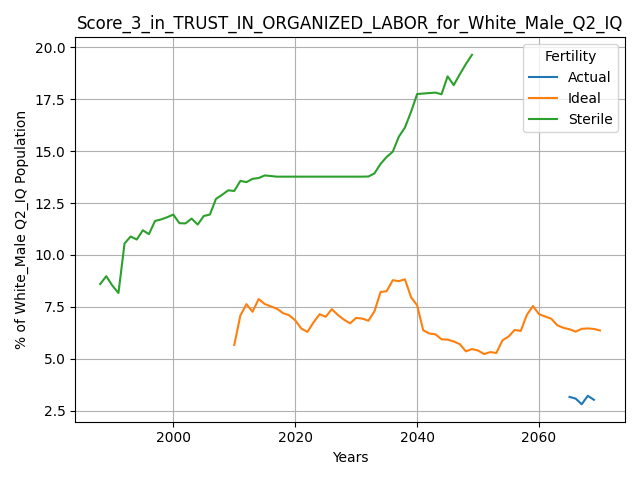 Score_3_in_TRUST_IN_ORGANIZED_LABOR_for_White_Male_Q2_IQ
20.0
17.5
15.0
12.5
10.0
7.5
5.0
2.5
% of White_Male Q2_IQ Population
Fertility
Actual
Ideal
Sterile
2000
2020
2040
2060
Years